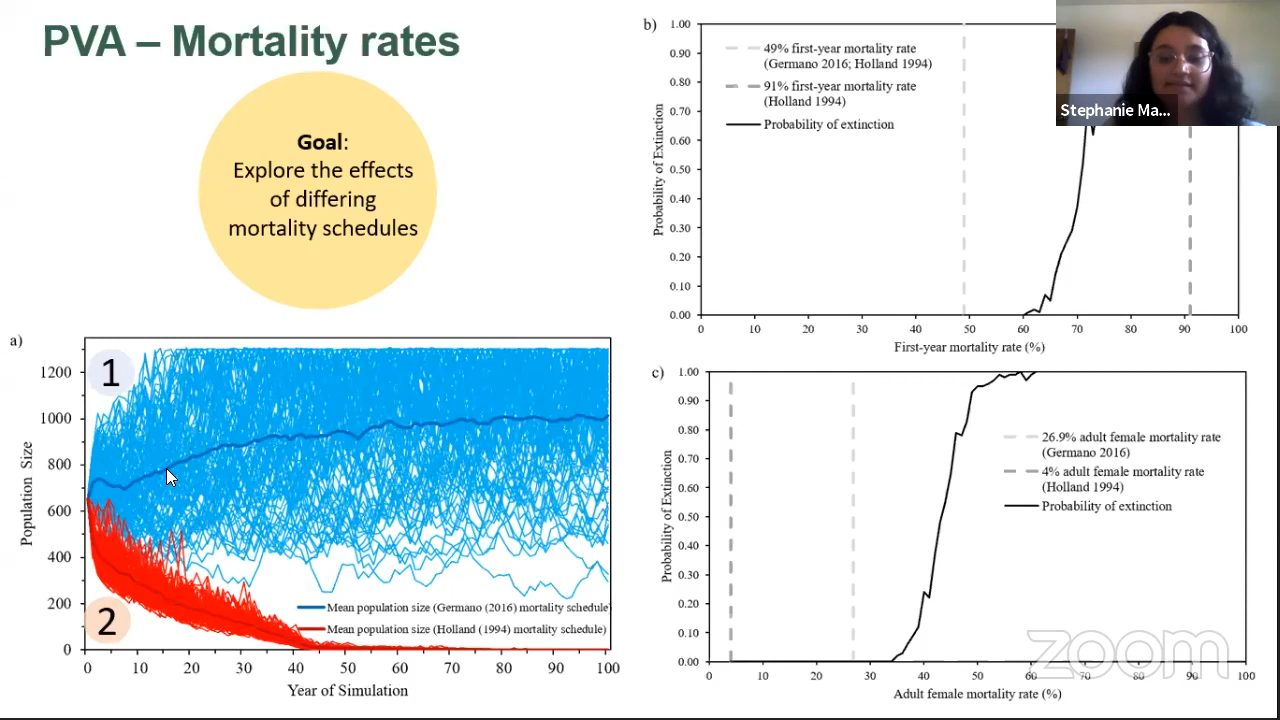 PVA – Mortality rates
Goal:
Explore the effects
of differing
mortality schedules
a)
1
2
1200
1000
800
600
400
200
0
Population Size
0 10 20 30 40 50 60 70 80 90 100
Year of Simulation
Mean population size (Germano (2016) mortality schedule)
Mean population size (Holland (1994) mortality schedule)
b)
1.00
0.90
0.80
0.70
0.60
0.50
0.40
0.30
0.20
0.10
0.00
Probability of Extinction
49% first-year mortality rate
(Germano 2016; Holland 1994)
91% first-year mortality rate
(Holland 1994)
Probability of extinction
0 10 20 30 40 50 60 70 80 90 100
First-year mortality rate (%)
Stephanie Ma...
c)
1.00
0.90
0.80
0.70
0.60
0.50
0.40
0.30
0.20
0.10
0.00
Probability of Extinction
26.9% adult female mortality rate
(Germano 2016)
4% adult female mortality rate
(Holland 1994)
Probability of extinction
0 10 20 30 40 50 60 70 80 90 100
Adult female mortality rate (%)
zoom